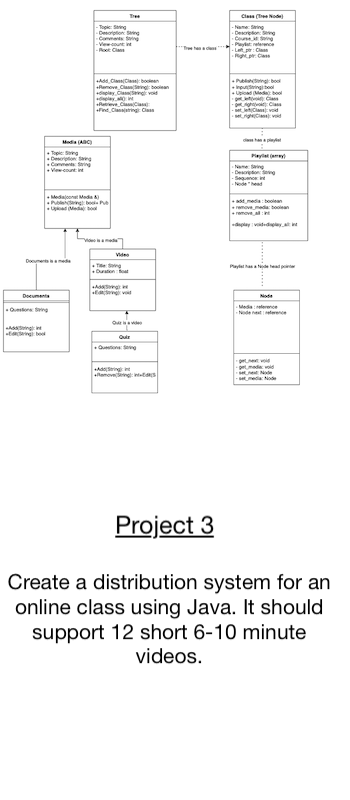 Tree
- Topic: String
- Description: String
- Comments: String
- View-count: int
- Root: Class
+Add_Class(Class): boolean
+Remove_Class(String): boolean
+display_Class(String): void
+display_all(): int
+Retrieve_Class(Class):
+Find_Class(string): Class
Tree has a class
Class (Tree Node)
- Name: String
- Description: String
- Course_id: String
- Playlist: reference
- Left_ptr : Class
- Right_ptr: Class
+ Publish(String): bool
+ Input(String):bool
+ Upload (Media): bool
- get_left(void): Class
- get_right(void): Class
- set_left(Class): void
- set_right(Class): void
class has a playlist
Media (ABC)
+ Topic: String
+ Description: String
+ Comments: String
+ View-count: int
+ Media(const Media &)
+ Publish(String): bool+ Pub
+ Upload (Media): bool
Playlist (array)
- Name: String
- Description: String
- Sequence: int
- Node * head
+ add_media : boolean
+ remove_media: boolean
+ remove_all : int
+display : void+display_all: int
Video is a media
Documents is a media
Video
+ Title: String
+ Duration : float
+Add(String): int
+Edit(String): void
Playlist has a Node head pointer
Documents
+ Questions: String
+Add(String): int
+Edit(String): bool
Quiz is a video
Quiz
+ Questions: String
+Add(String): int
+Remove(String): int+Edit(S
Node
- Media : reference
- Node next : reference
- get_next: void
- get_media: void
- set_next: Node
- set_media: Node
Project 3
Create a distribution system for an
online class using Java. It should
support 12 short 6-10 minute
videos.